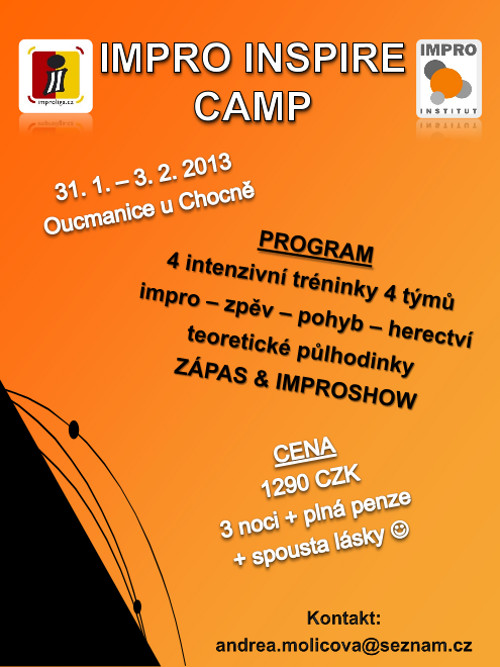 IMPRO INSPIRE
CAMP
improliga.cz
IMPRO
INSTITUT
31. 1. – 3. 2. 2013
Oucmanice u Chocně
PROGRAM
4 intenzivní tréninky 4 týmů
impro – zpěv – pohyb – herectví
teoretické půlhodinky
ZÁPAS & IMPROSHOW
CENA
1290 CZK
3 noci + plná penze
+ spousta lásky ☺
Kontakt:
andrea.molicova@seznam.cz